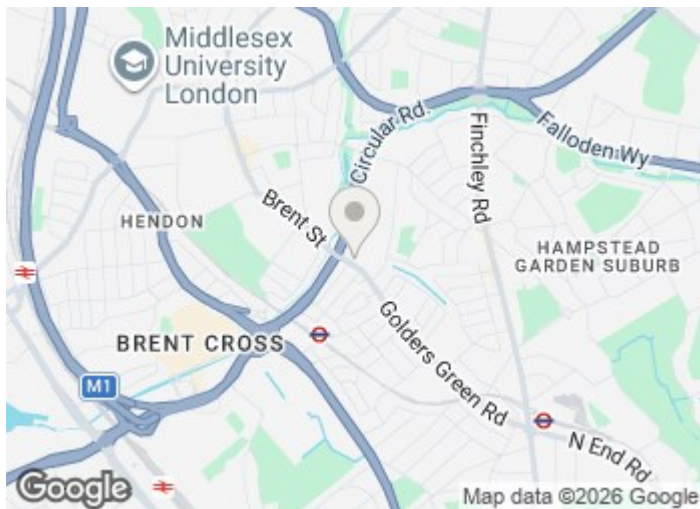 Middlesex
University
London
Circular Rd.
Finchley Rd
Falloden Wy
Brent St
HENDON
HAMPSTEAD
GARDEN SUBURB
BRENT CROSS
Golders Green Rd
M1
N End Rd
Google
Map data ©2026 Google